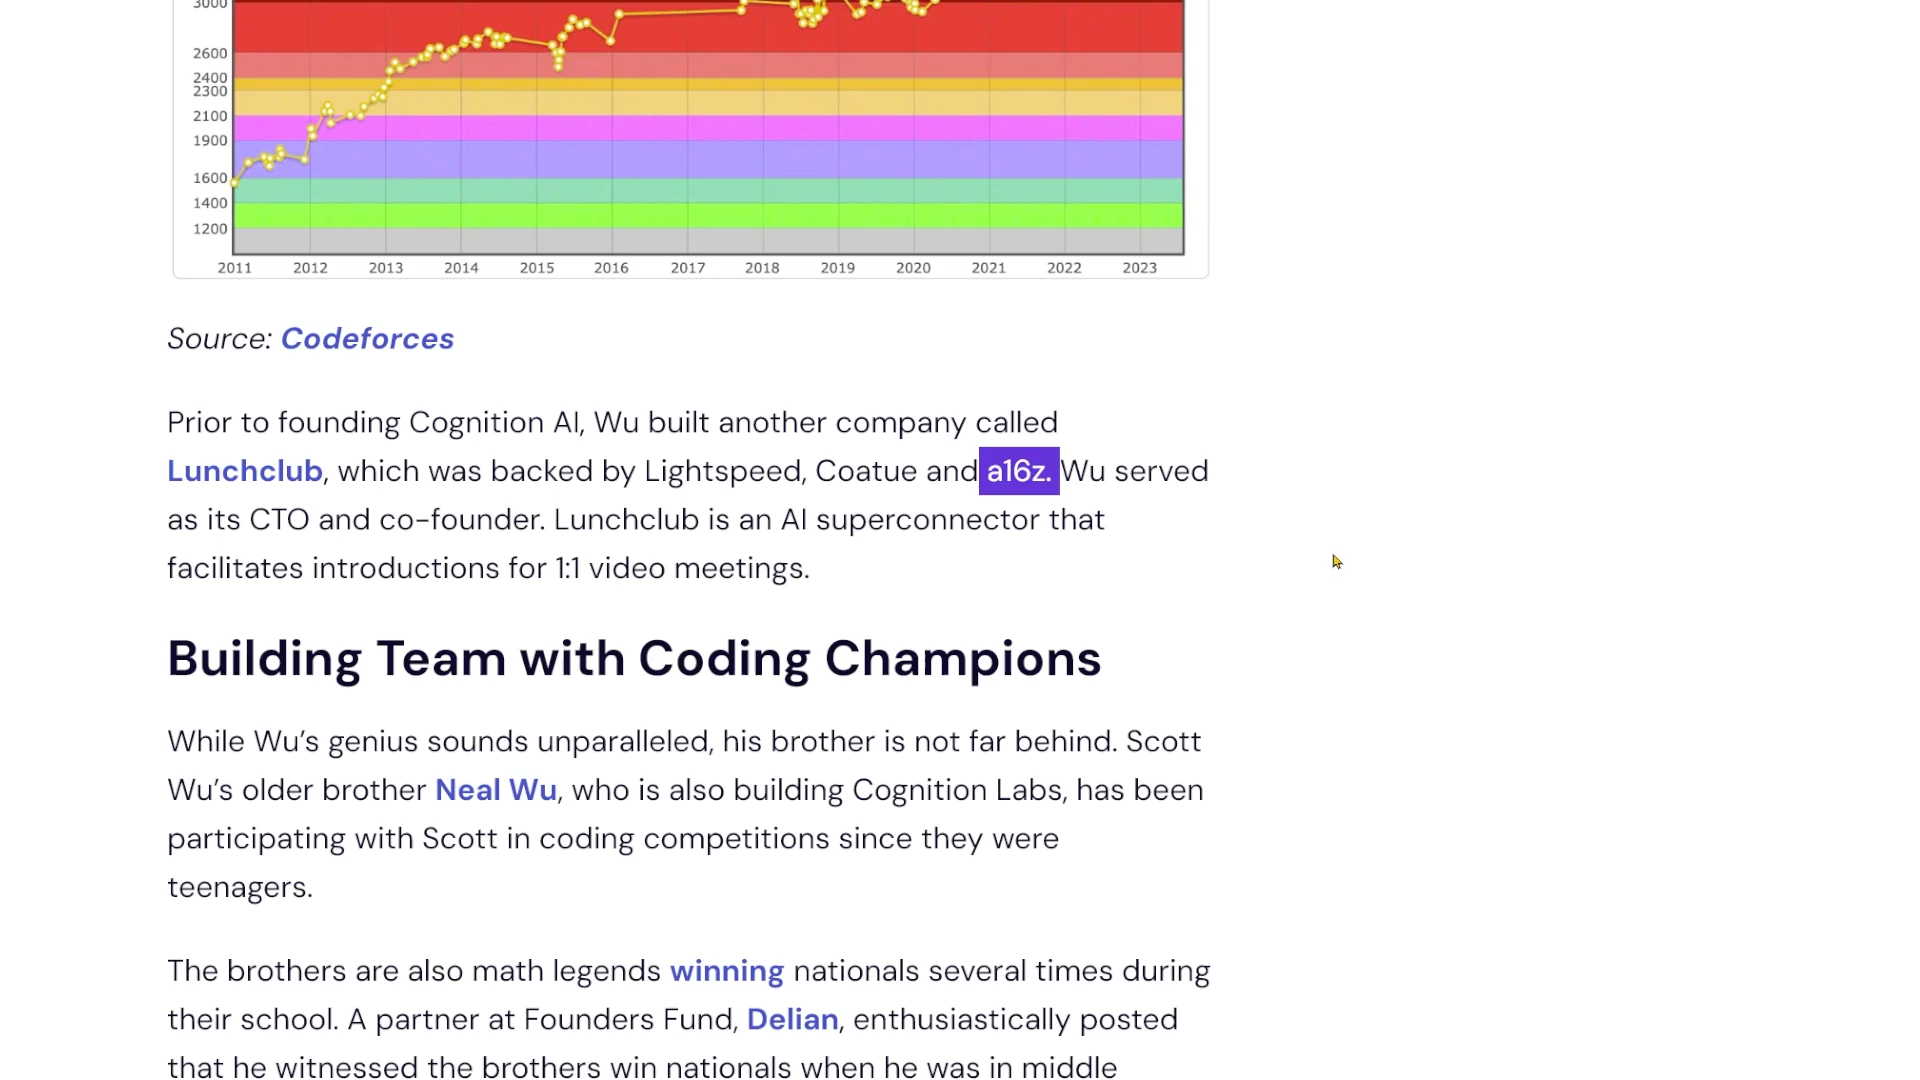 3000
2600
2400
2300
2100
1900
1600
1400
1200
2011 2012 2013 2014 2015 2016 2017 2018 2019 2020 2021 2022 2023
Source: Codeforces
Prior to founding Cognition AI, Wu built another company called
Lunchclub, which was backed by Lightspeed, Coatue and a16z. Wu served
as its CTO and co-founder. Lunchclub is an AI superconnector that
facilitates introductions for 1:1 video meetings.
Building Team with Coding Champions
While Wu’s genius sounds unparalleled, his brother is not far behind. Scott
Wu’s older brother Neal Wu, who is also building Cognition Labs, has been
participating with Scott in coding competitions since they were
teenagers.
The brothers are also math legends winning nationals several times during
their school. A partner at Founders Fund, Delian, enthusiastically posted
that he witnessed the brothers win nationals when he was in middle